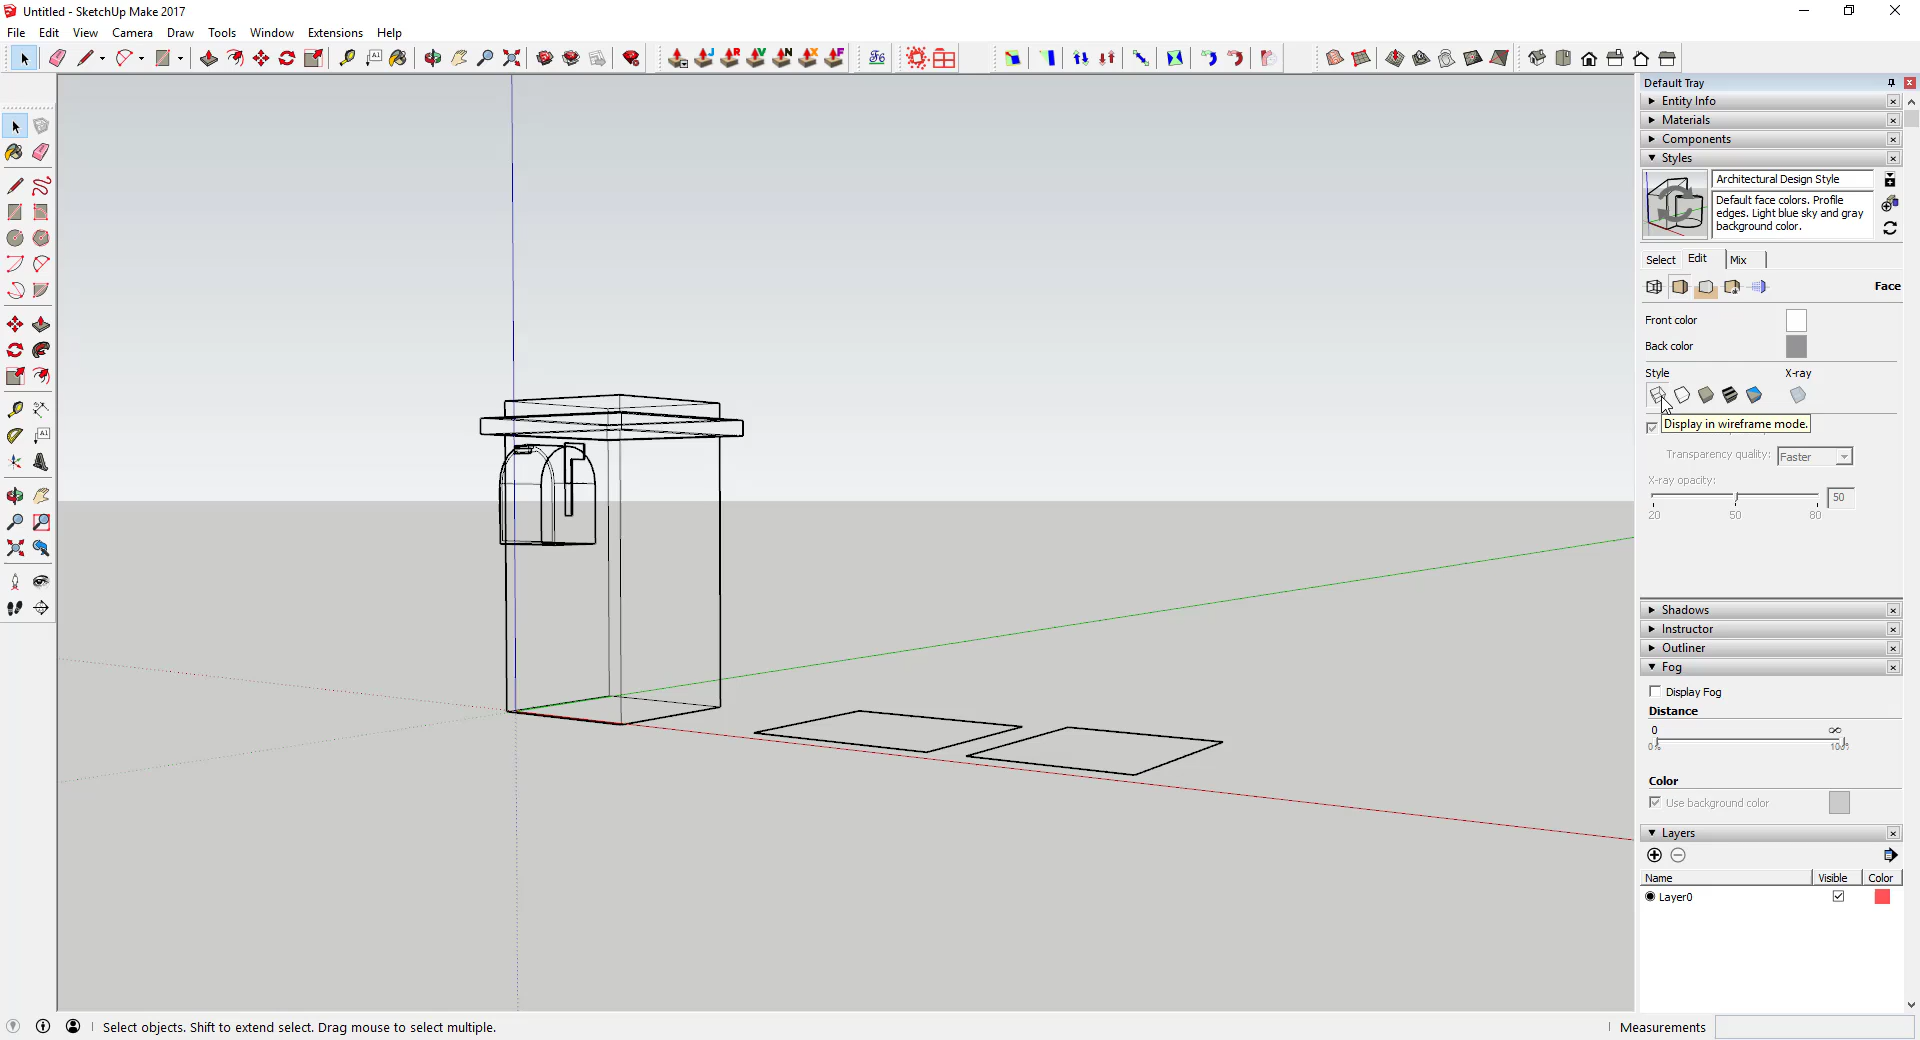 Untitled - SketchUp Make 2017
File Edit View Camera Draw Tools Window Extensions Help
Default Tray
Entity Info
Materials
Components
Styles
Architectural Design Style
Default face colors. Profile
edges. Light blue sky and gray
background color.
Select Edit Mix
Face
Front color
Back color
Style X-ray
Display in wireframe mode.
Transparency quality: Faster
X-ray opacity:
50
20 50 80
Shadows
Instructor
Outliner
Fog
Display Fog
Distance
0 ∞
0% 100%
Color
Use background color
Layers
Name Visible Color
Layer0
Select objects. Shift to extend select. Drag mouse to select multiple.
Measurements